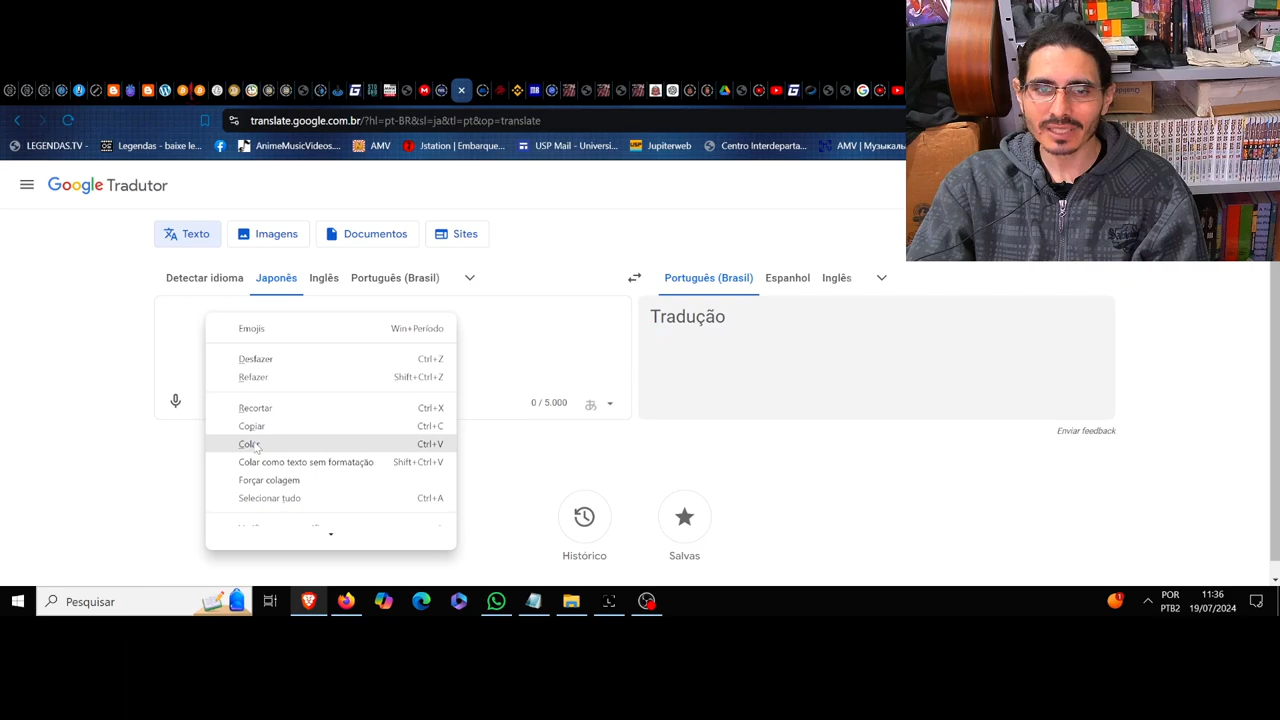 translate.google.com.br/?hl=pt-BR&sl=ja&tl=pt&op=translate
LEGENDAS.TV - Legendas - baixe le... AnimeMusicVideos... AMV Jstation | Embarque... USP Mail - Universi... Jupiterweb Centro Interdeparta... AMV | Музыкаль
Google Tradutor
Texto Imagens Documentos Sites
Detectar idioma Japonês Inglês Português (Brasil) Português (Brasil) Espanhol Inglês
Tradução
Emojis Win+Período
Desfazer Ctrl+Z
Refazer Shift+Ctrl+Z
Recortar Ctrl+X
Copiar Ctrl+C
Colar Ctrl+V
Colar como texto sem formatação Shift+Ctrl+V
Forçar colagem
Selecionar tudo Ctrl+A
0 / 5.000 あ
Enviar feedback
Histórico Salvas
Pesquisar
POR 11:36
PTB2 19/07/2024